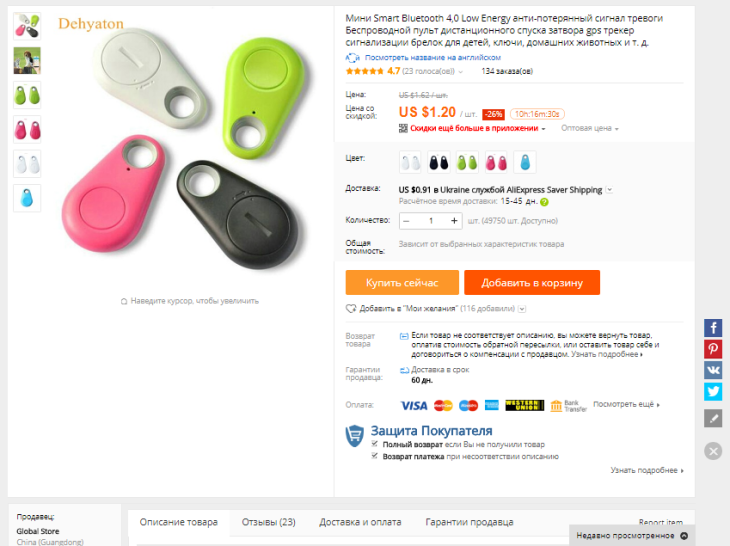 Dehyaton
Мини Smart Bluetooth 4,0 Low Energy анти-потерянный сигнал тревоги
Беспроводной пульт дистанционного спуска затвора gps трекер
сигнализации брелок для детей, ключи, домашних животных и т. д.
Посмотреть название на английском
4.7 (23 голоса(ов)) 134 заказа(ов)
Цена: US $1.62 / шт.
Цена со скидкой: US $1.20 / шт. -26% 10h:16m:30s
Скидки ещё больше в приложении Оптовая цена
Цвет:
Доставка: US $0.91 в Ukraine службой AliExpress Saver Shipping
Расчётное время доставки: 15-45 дн. ?
Количество: − 1 + шт. (49750 шт. Доступно)
Общая стоимость: Зависит от выбранных характеристик товара
Купить сейчас Добавить в корзину
Наведите курсор, чтобы увеличить
Добавить в "Мои желания" (116 добавили)
Возврат товара Если товар не соответствует описанию, вы можете вернуть товар,
оплатив стоимость обратной пересылки, или оставить товар себе и
договориться о компенсации с продавцом. Узнать подробнее
Гарантии продавца: Доставка в срок
60 дн.
Оплата: VISA WESTERN UNION Bank Transfer Посмотреть ещё
Защита Покупателя
Полный возврат если Вы не получили товар
Возврат платежа при несоответствии описанию
Узнать подробнее
Продавец:
Global Store
China (Guangdong)
Описание товара Отзывы (23) Доставка и оплата Гарантии продавца Report item
Недавно просмотренное